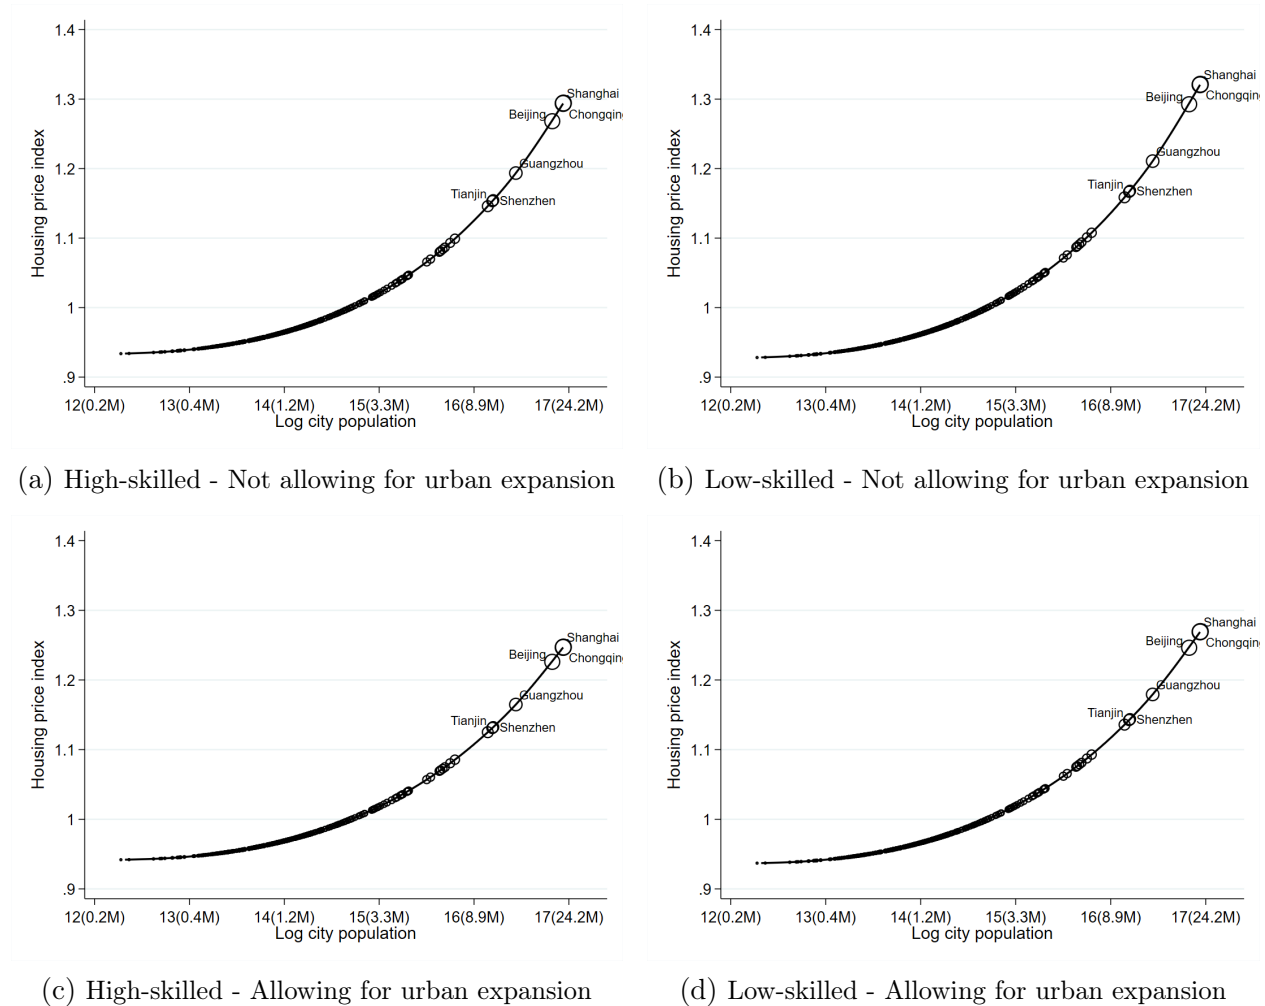 1.4
1.3
1.2
1.1
1
.9
Housing price index
Shanghai
Beijing
Chongqin
Guangzhou
Tianjin
Shenzhen
12(0.2M) 13(0.4M) 14(1.2M) 15(3.3M) 16(8.9M) 17(24.2M)
Log city population
(a) High-skilled - Not allowing for urban expansion
1.4
1.3
1.2
1.1
1
.9
Housing price index
Shanghai
Beijing
Chongqing
Guangzhou
Tianjin
Shenzhen
12(0.2M) 13(0.4M) 14(1.2M) 15(3.3M) 16(8.9M) 17(24.2M)
Log city population
(b) Low-skilled - Not allowing for urban expansion
1.4
1.3
1.2
1.1
1
.9
Housing price index
Shanghai
Beijing
Chongqin
Guangzhou
Tianjin
Shenzhen
12(0.2M) 13(0.4M) 14(1.2M) 15(3.3M) 16(8.9M) 17(24.2M)
Log city population
(c) High-skilled - Allowing for urban expansion
1.4
1.3
1.2
1.1
1
.9
Housing price index
Shanghai
Beijing
Chongqing
Guangzhou
Tianjin
Shenzhen
12(0.2M) 13(0.4M) 14(1.2M) 15(3.3M) 16(8.9M) 17(24.2M)
Log city population
(d) Low-skilled - Allowing for urban expansion